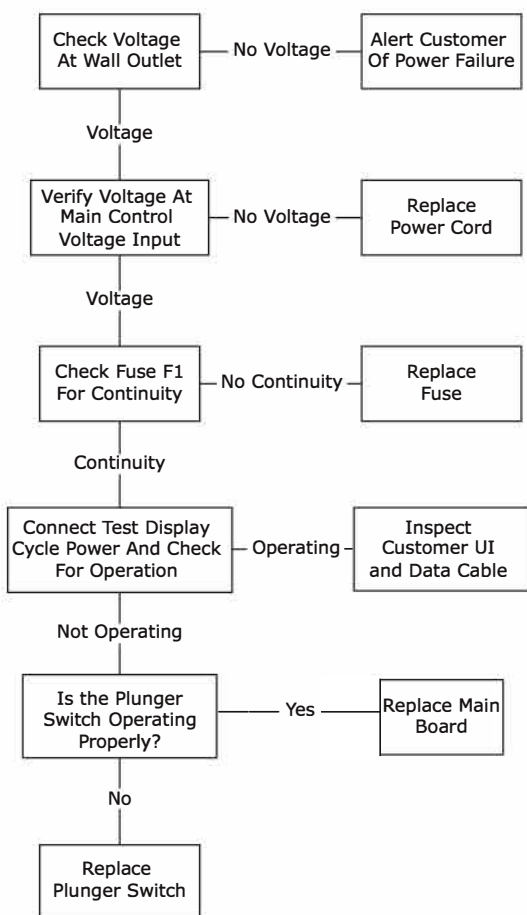 Check Voltage
At Wall Outlet
No Voltage
Alert Customer
Of Power Failure
Voltage
Verify Voltage At
Main Control
Voltage Input
No Voltage
Replace
Power Cord
Voltage
Check Fuse F1
For Continuity
No Continuity
Replace
Fuse
Continuity
Connect Test Display
Cycle Power And Check
For Operation
Operating
Inspect
Customer UI
and Data Cable
Not Operating
Is the Plunger
Switch Operating
Properly?
Yes
Replace Main
Board
No
Replace
Plunger Switch